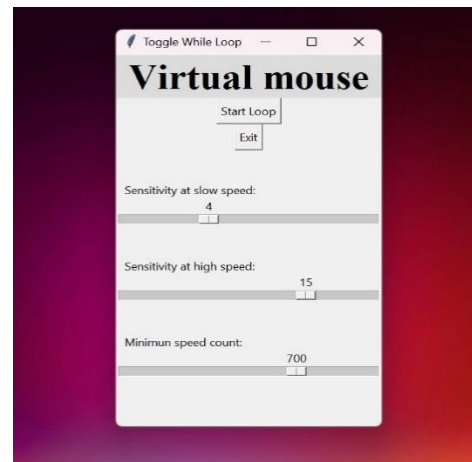 Toggle While Loop
Virtual mouse
Start Loop
Exit
Sensitivity at slow speed:
4
Sensitivity at high speed:
15
Minimun speed count:
700